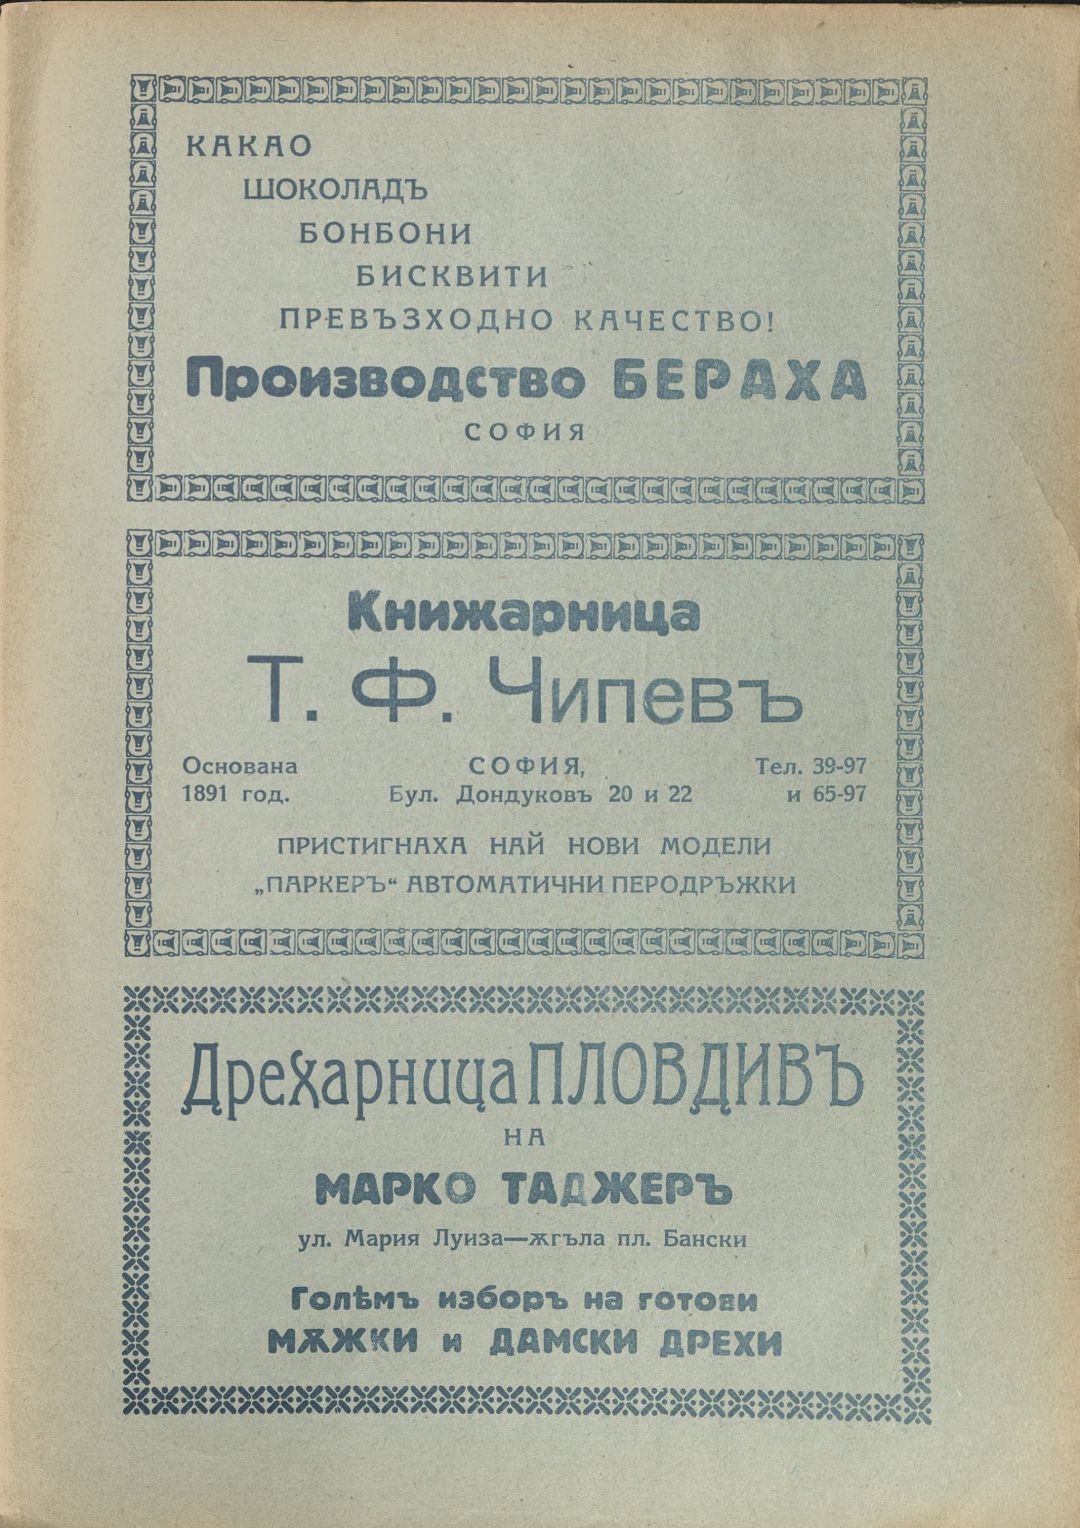 КАКАО
ШОКОЛАДЪ
БОНБОНИ
БИСКВИТИ
ПРЕВЪЗХОДНО КАЧЕСТВО!
Производство БЕРАХА
СОФИЯ
Книжарница
Т. Ф. Чипевъ
Основана СОФИЯ, Тел. 39-97
1891 год. Бул. Дондуковъ 20 и 22 и 65-97
ПРИСТИГНАХА НАЙ НОВИ МОДЕЛИ
„ПАРКЕРЪ“ АВТОМАТИЧНИ ПЕРОДРЪЖКИ
Дрехарница ПЛОВДИВЪ
НА
МАРКО ТАДЖЕРЪ
ул. Мария Луиза—ѫгъла пл. Бански
Голѣмъ изборъ на готови
МѪЖКИ и ДАМСКИ ДРЕХИ